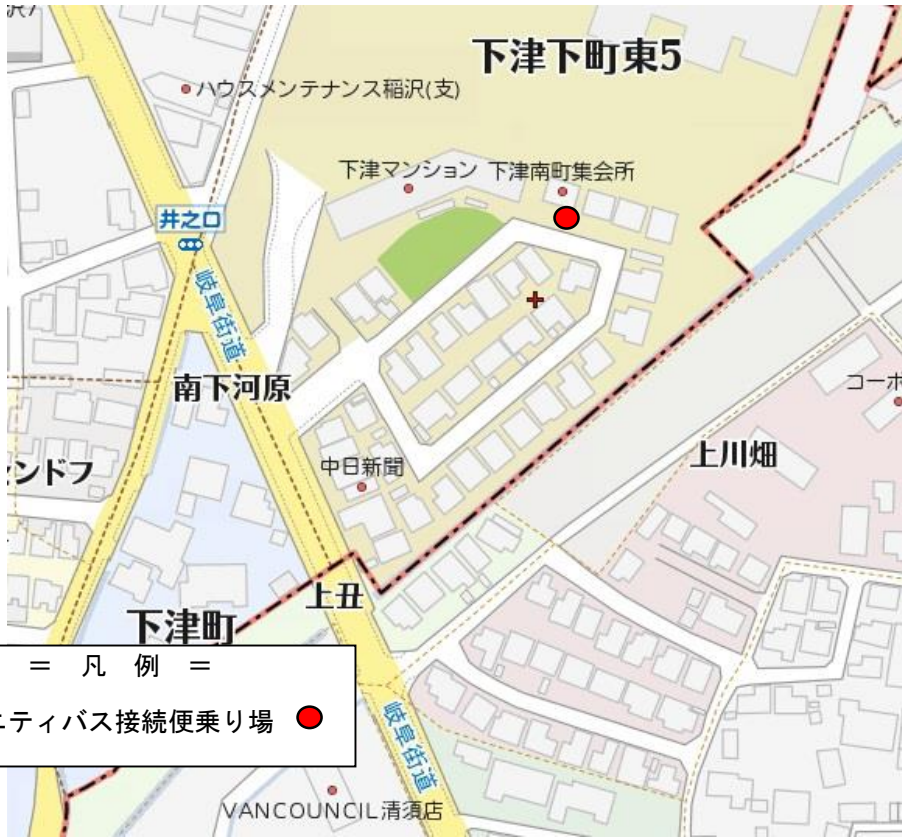 下津下町東5
ハウスメンテナンス稲沢(支)
下津マンション
下津南町集会所
井之口
岐阜街道
南下河原
コーポ
中日新聞
上川畑
ンドフ
上丑
下津町
= 凡 例 =
ニティバス接続便乗り場
岐阜街道
VANCOUNCIL清須店